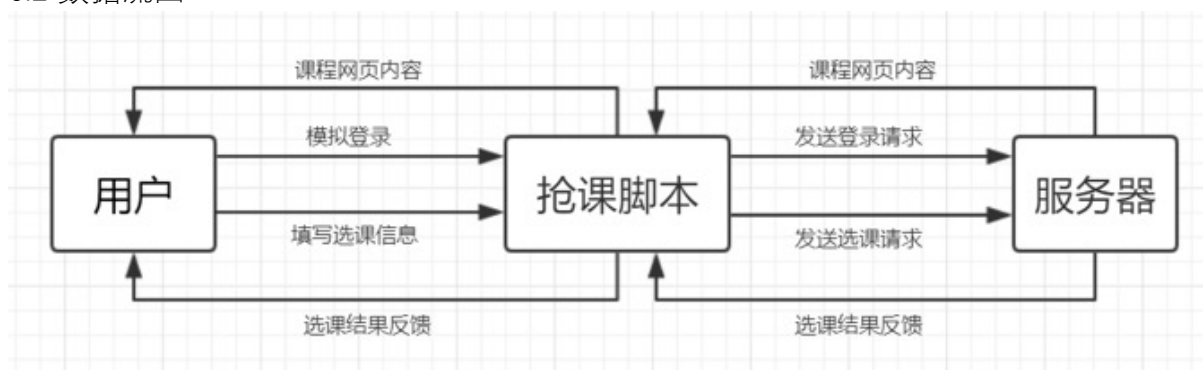 课程网页内容
课程网页内容
模拟登录
发送登录请求
用户
抢课脚本
服务器
填写选课信息
发送选课请求
选课结果反馈
选课结果反馈